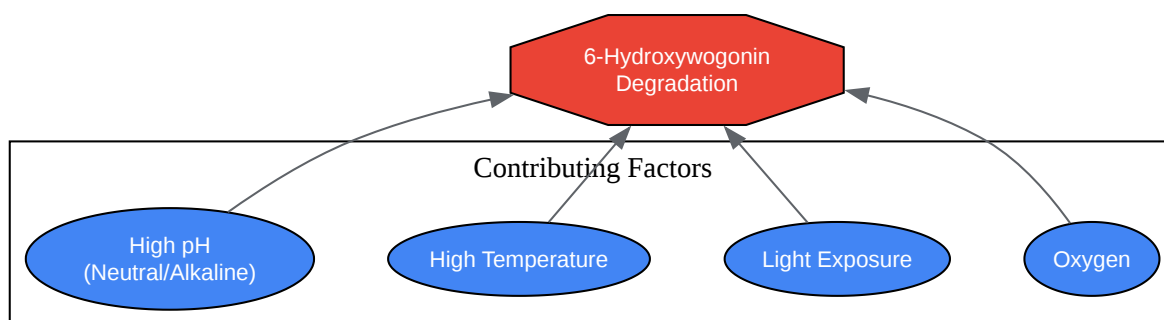 6-Hydroxywogonin
Degradation
Contributing Factors
High pH
(Neutral/Alkaline)
High Temperature
Light Exposure
Oxygen